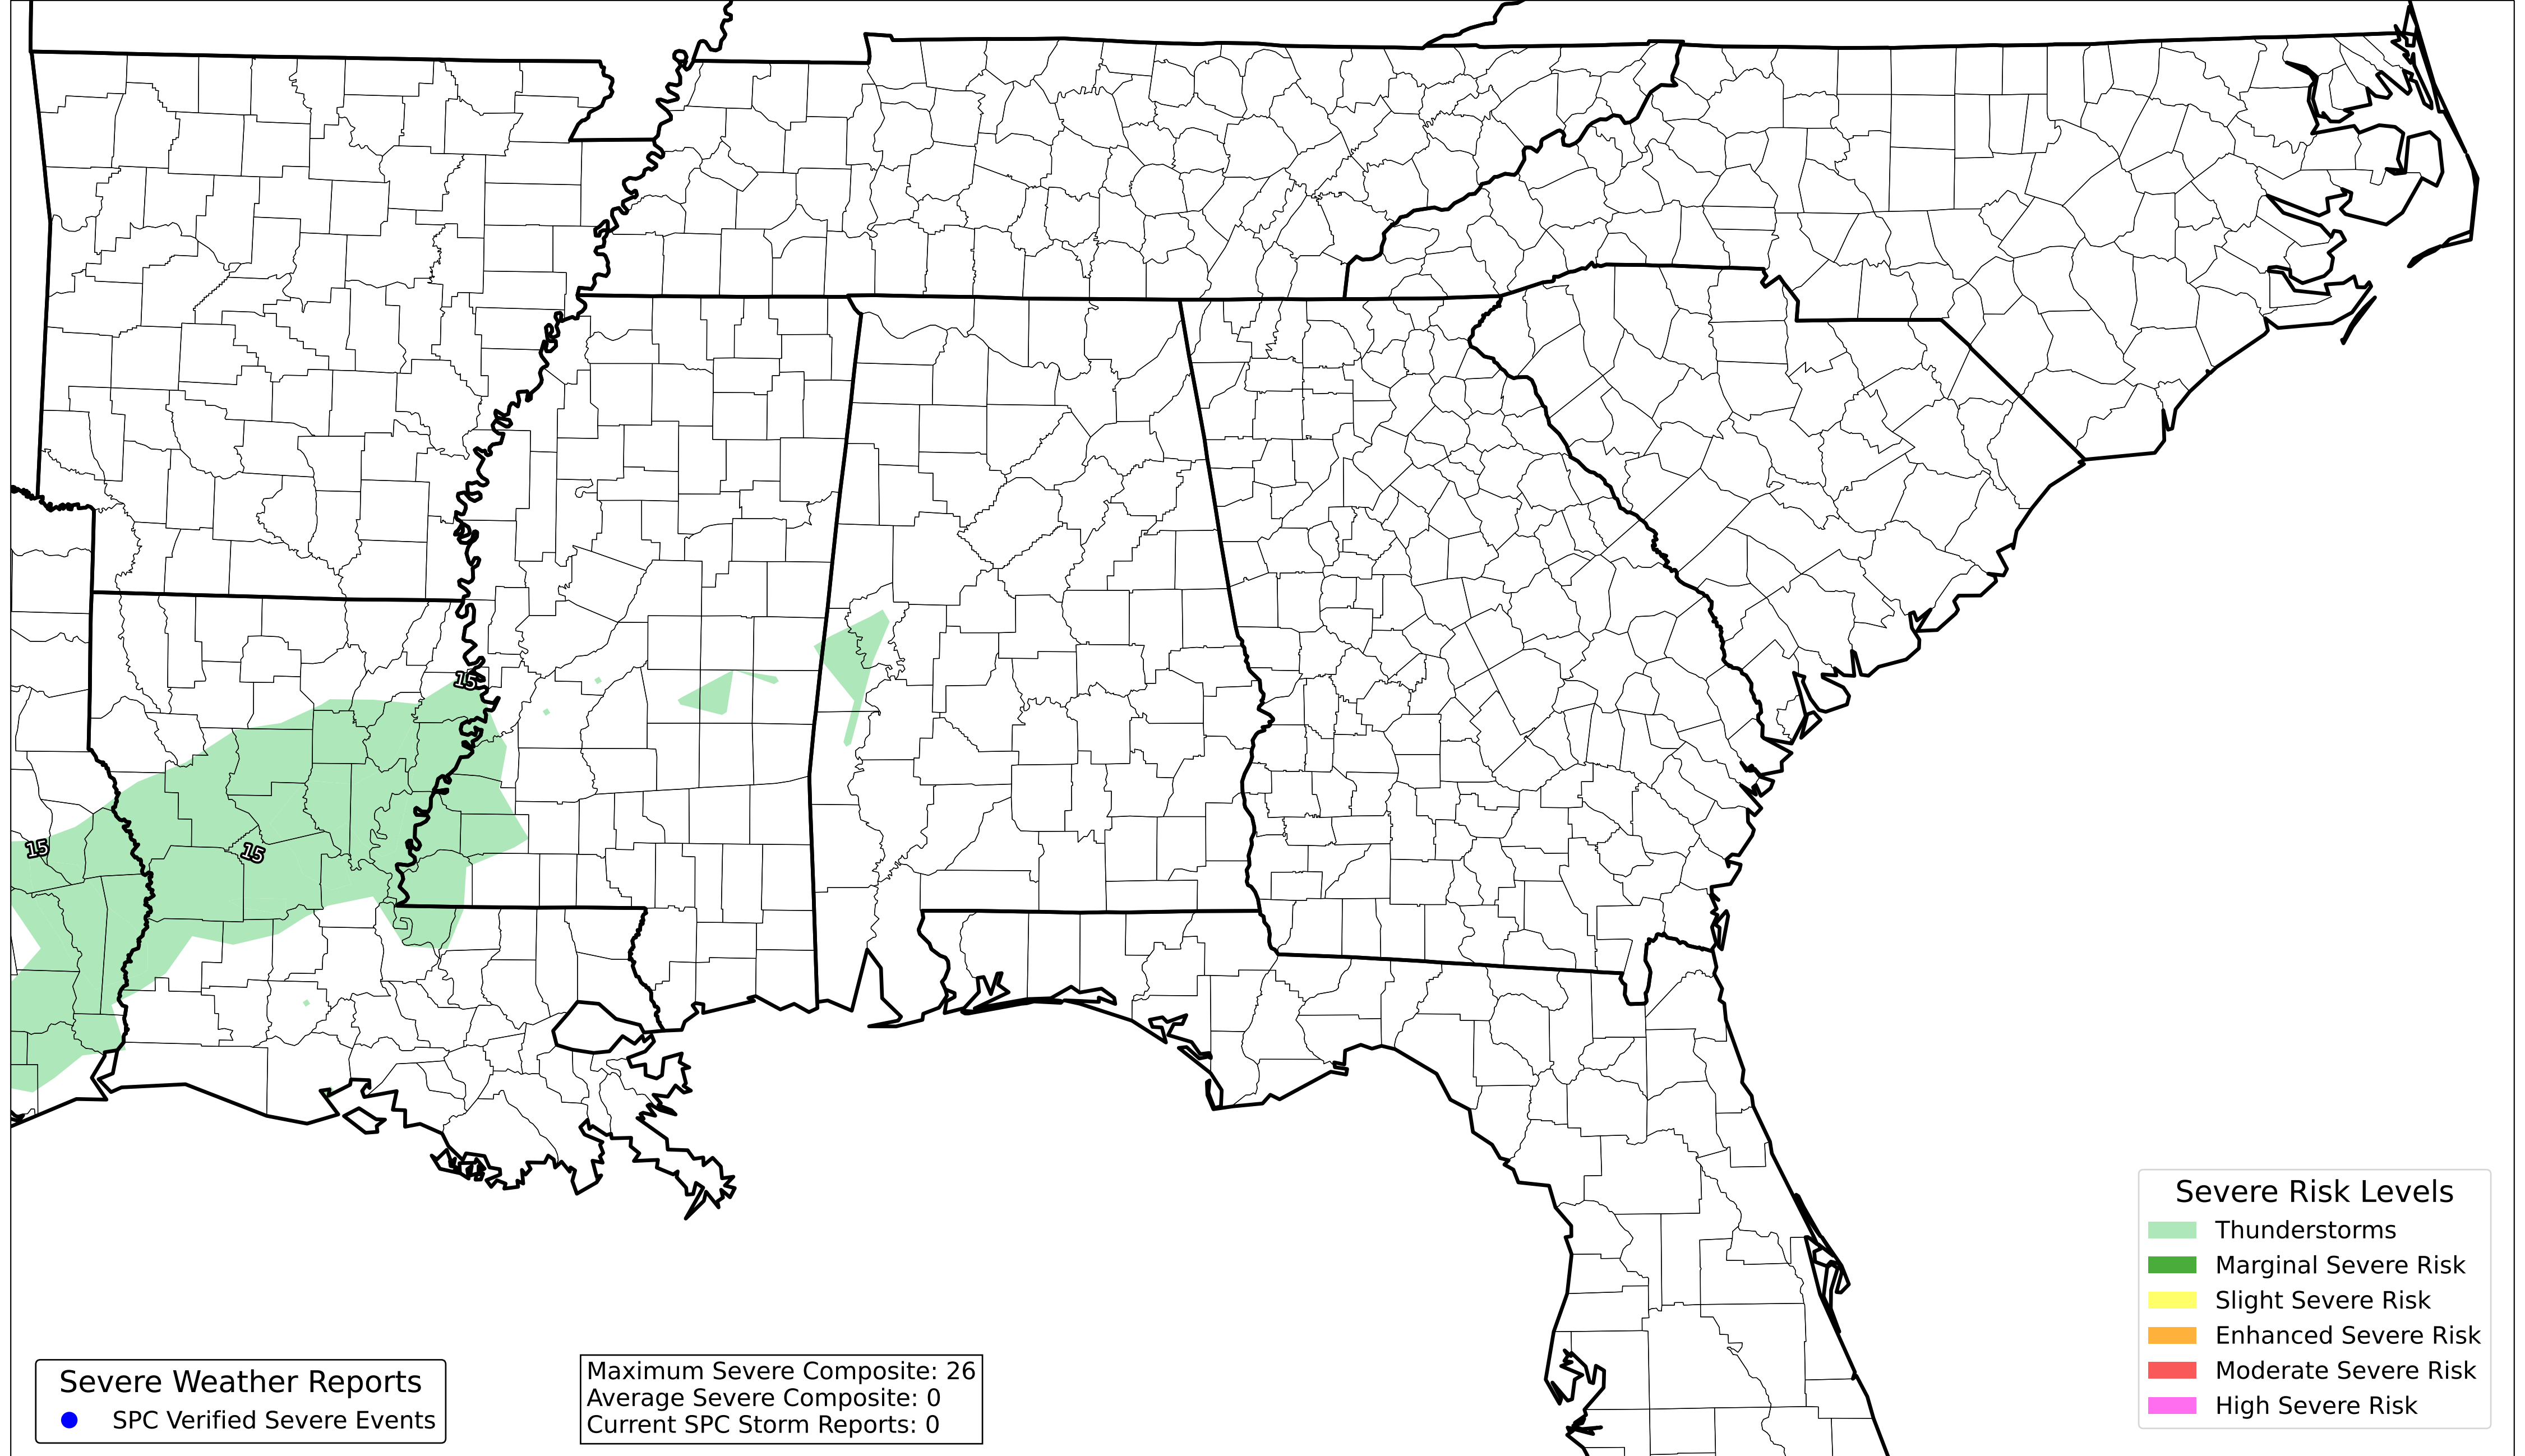 15
15
15
Severe Risk Levels
Thunderstorms
Marginal Severe Risk
Slight Severe Risk
Enhanced Severe Risk
Moderate Severe Risk
High Severe Risk
Severe Weather Reports
SPC Verified Severe Events
Maximum Severe Composite: 26
Average Severe Composite: 0
Current SPC Storm Reports: 0